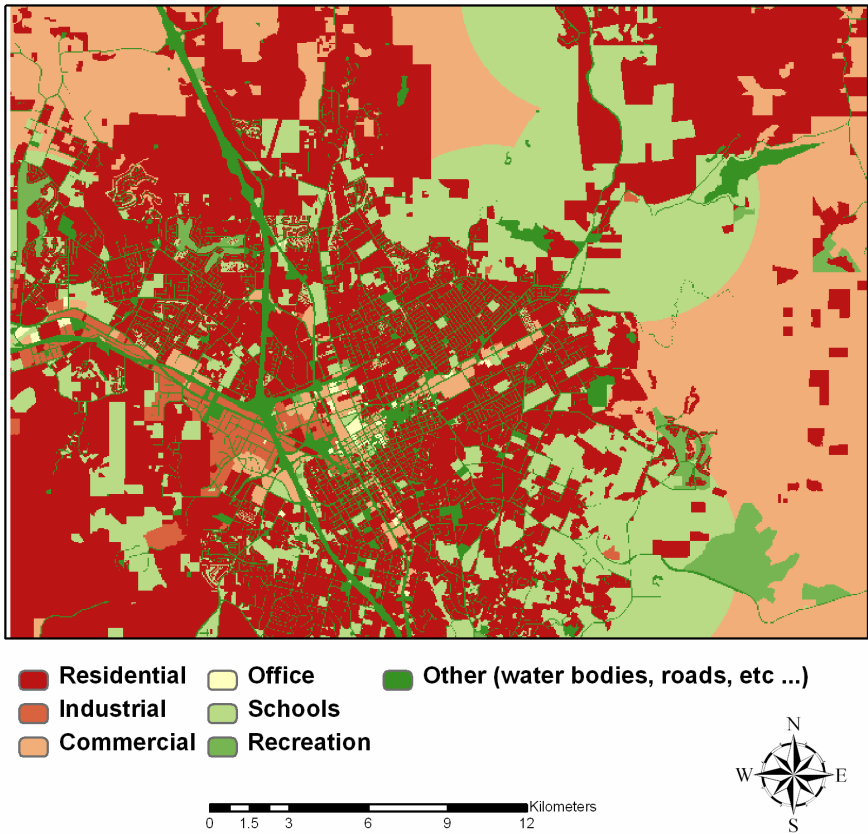 Residential Office Other (water bodies, roads, etc ...)
Industrial Schools
Commercial Recreation
N
W E
S
Kilometers
0 1.5 3 6 9 12